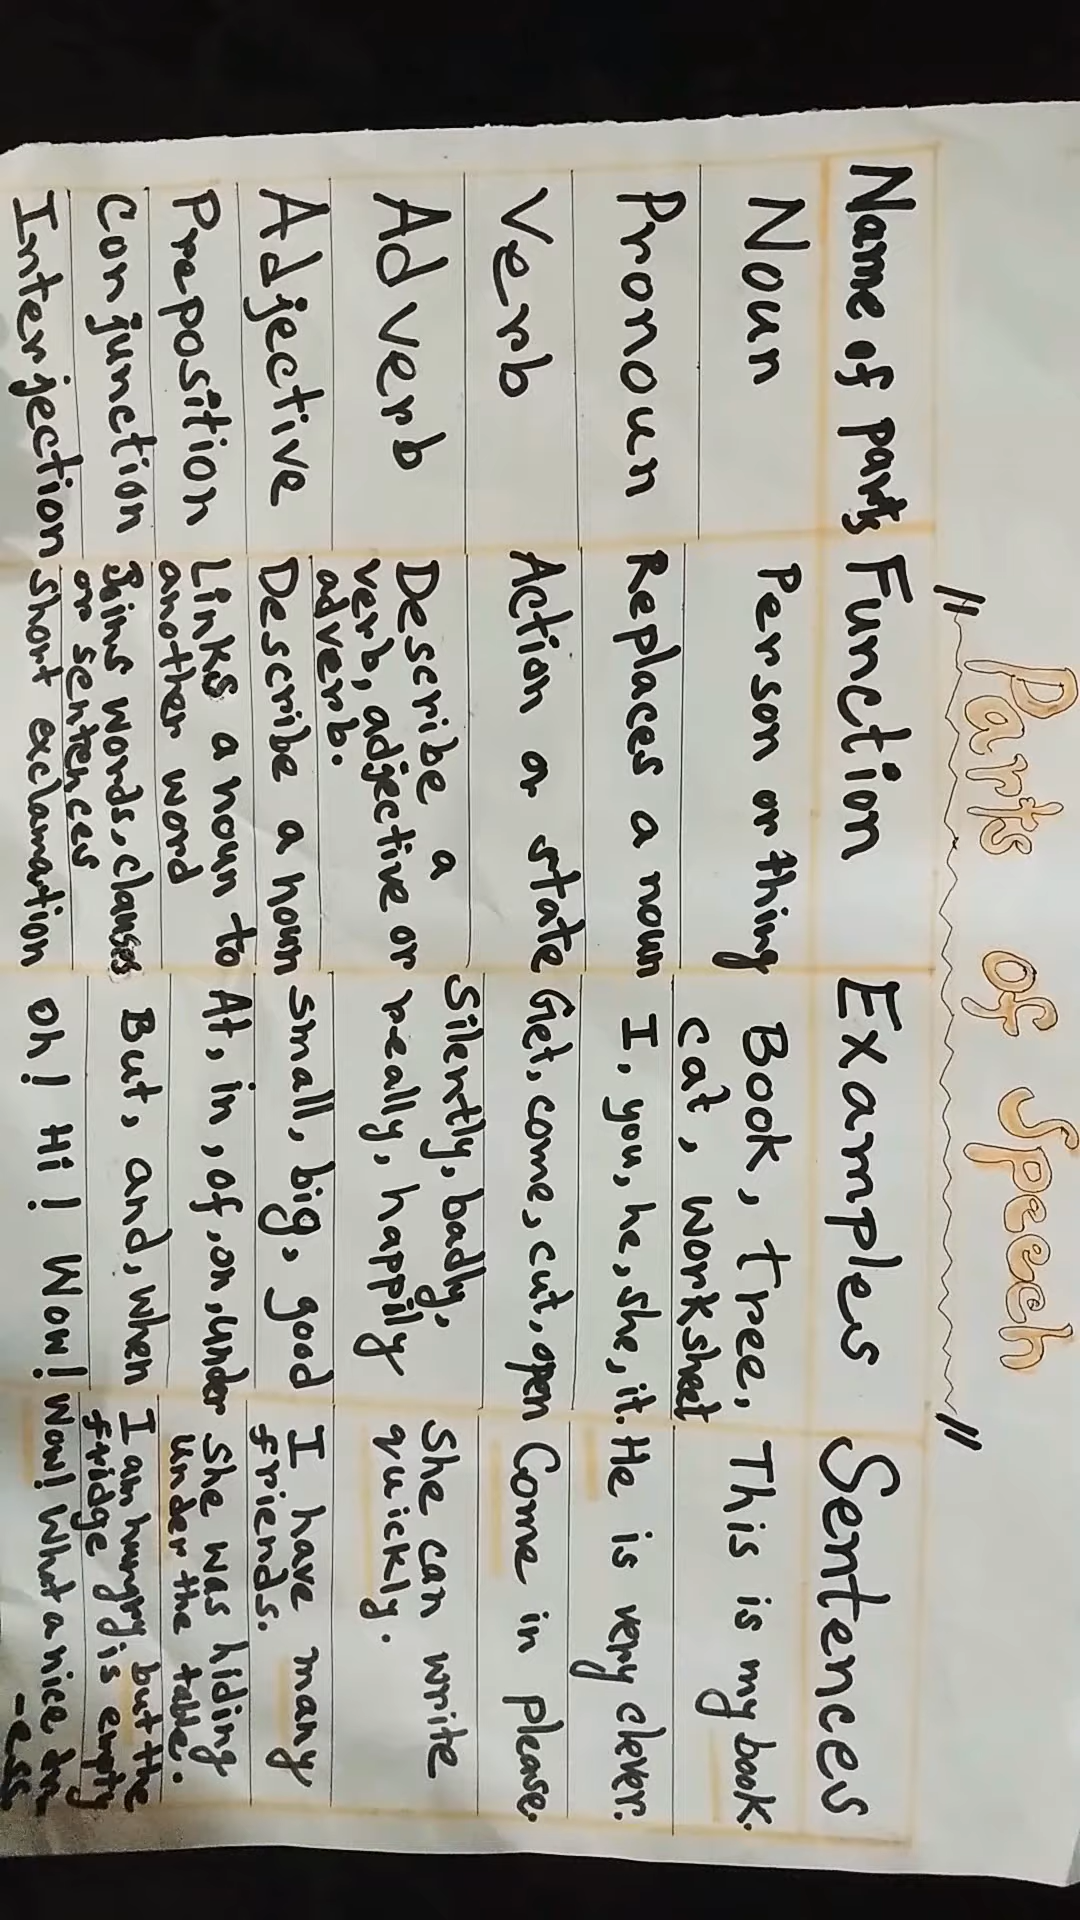 "Parts of Speech"
Name of parts Function Examples Sentences
Noun Person or thing Book, tree, cat, worksheet This is my book.
Pronoun Replaces a noun I, you, he, she, it. He is very clever.
Verb Action or state Get, come, cut, open Come in please.
Adverb Describe a verb, adjective or adverb. Silently, badly, really, happily She can write quickly.
Adjective Describe a noun small, big, good I have many friends.
Preposition Links a noun to another word At, in, of, on, under She was hiding under the table.
Conjunction Joins words, clauses or sentences But, and, when I am hungry but the fridge is empty
Interjection Short exclamation Oh! Hi! Wow! Wow! What a nice dr-
-ess